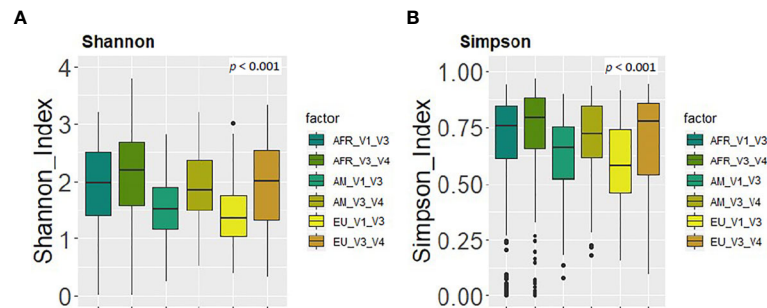 A
Shannon
p < 0.001
4
3
2
1
0
Shannon_Index
factor
AFR_V1_V3
AFR_V3_V4
AM_V1_V3
AM_V3_V4
EU_V1_V3
EU_V3_V4
B
Simpson
p < 0.001
1.00
0.75
0.50
0.25
0.00
Simpson_Index
factor
AFR_V1_V3
AFR_V3_V4
AM_V1_V3
AM_V3_V4
EU_V1_V3
EU_V3_V4